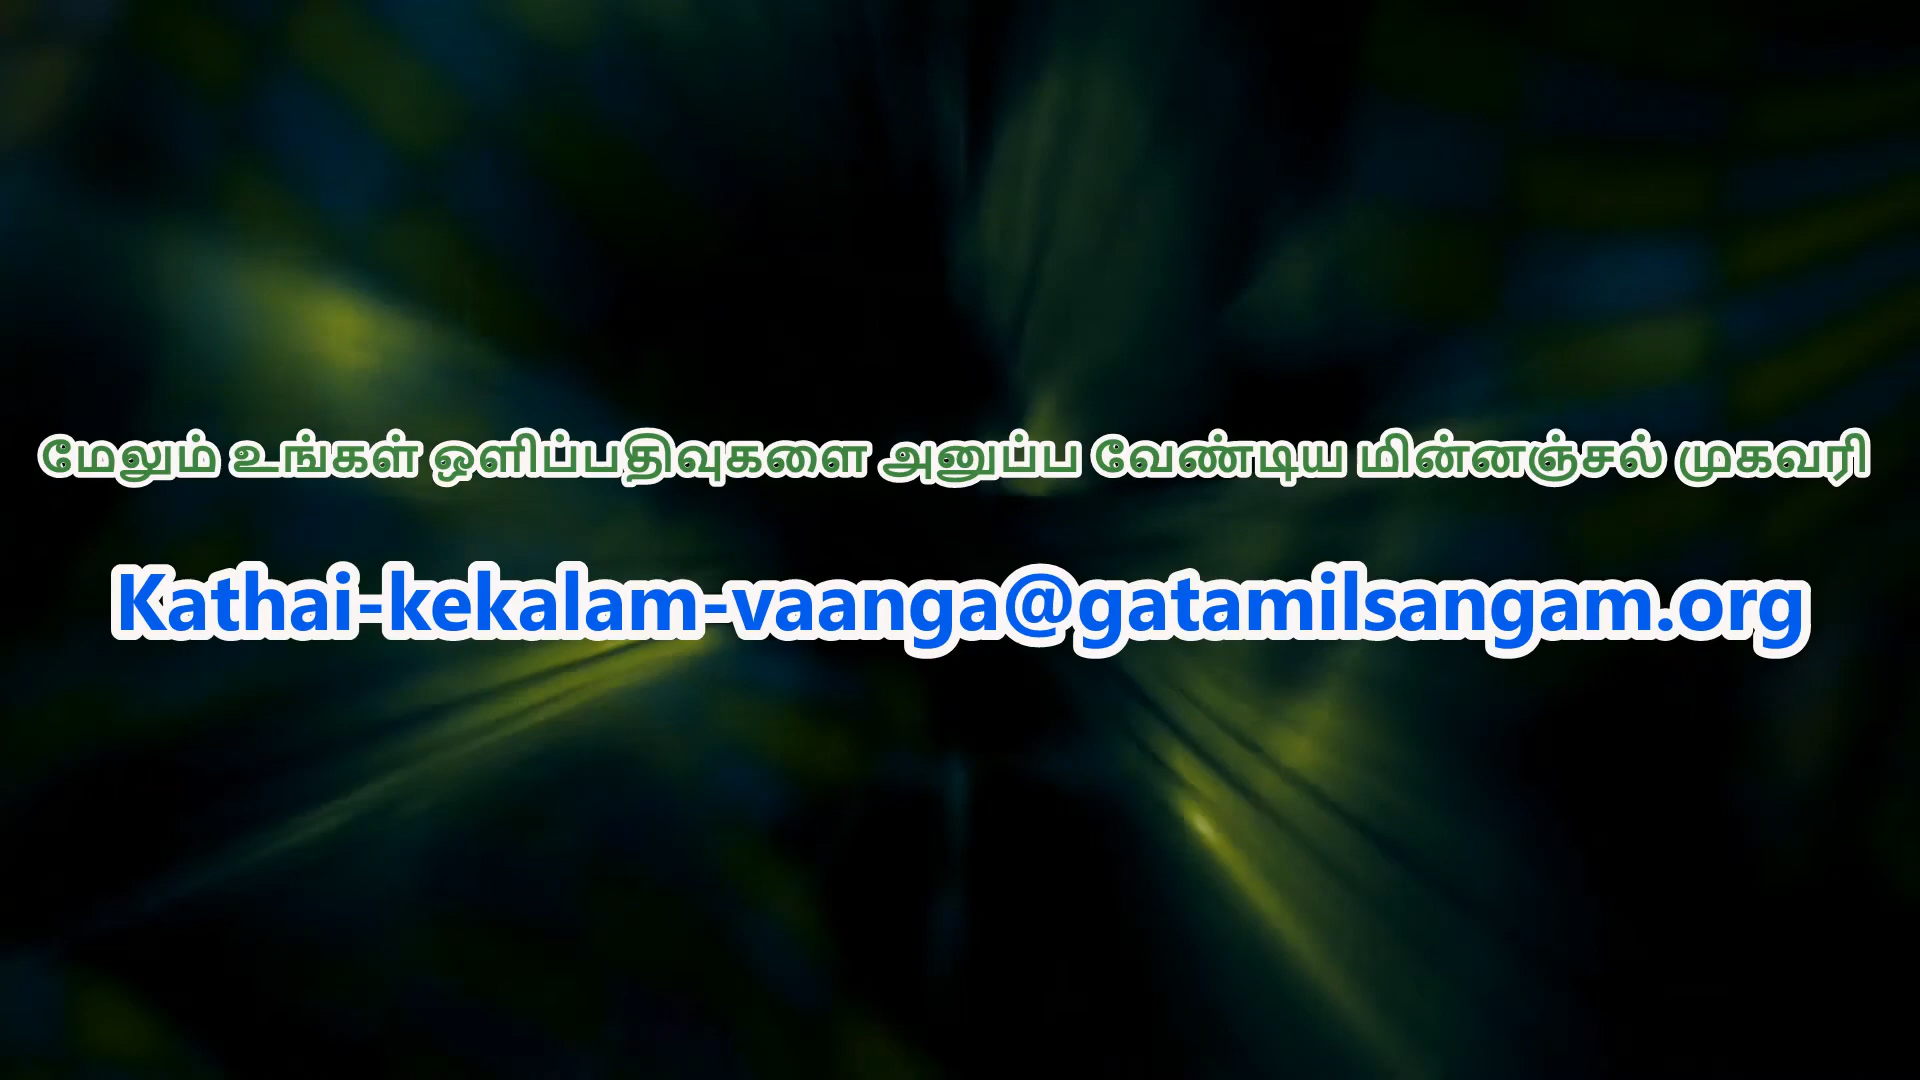 மேலும் உங்கள் ஒளிப்பதிவுகளை அனுப்ப வேண்டிய மின்னஞ்சல் முகவரி
Kathai-kekalam-vaanga@gatamilsangam.org